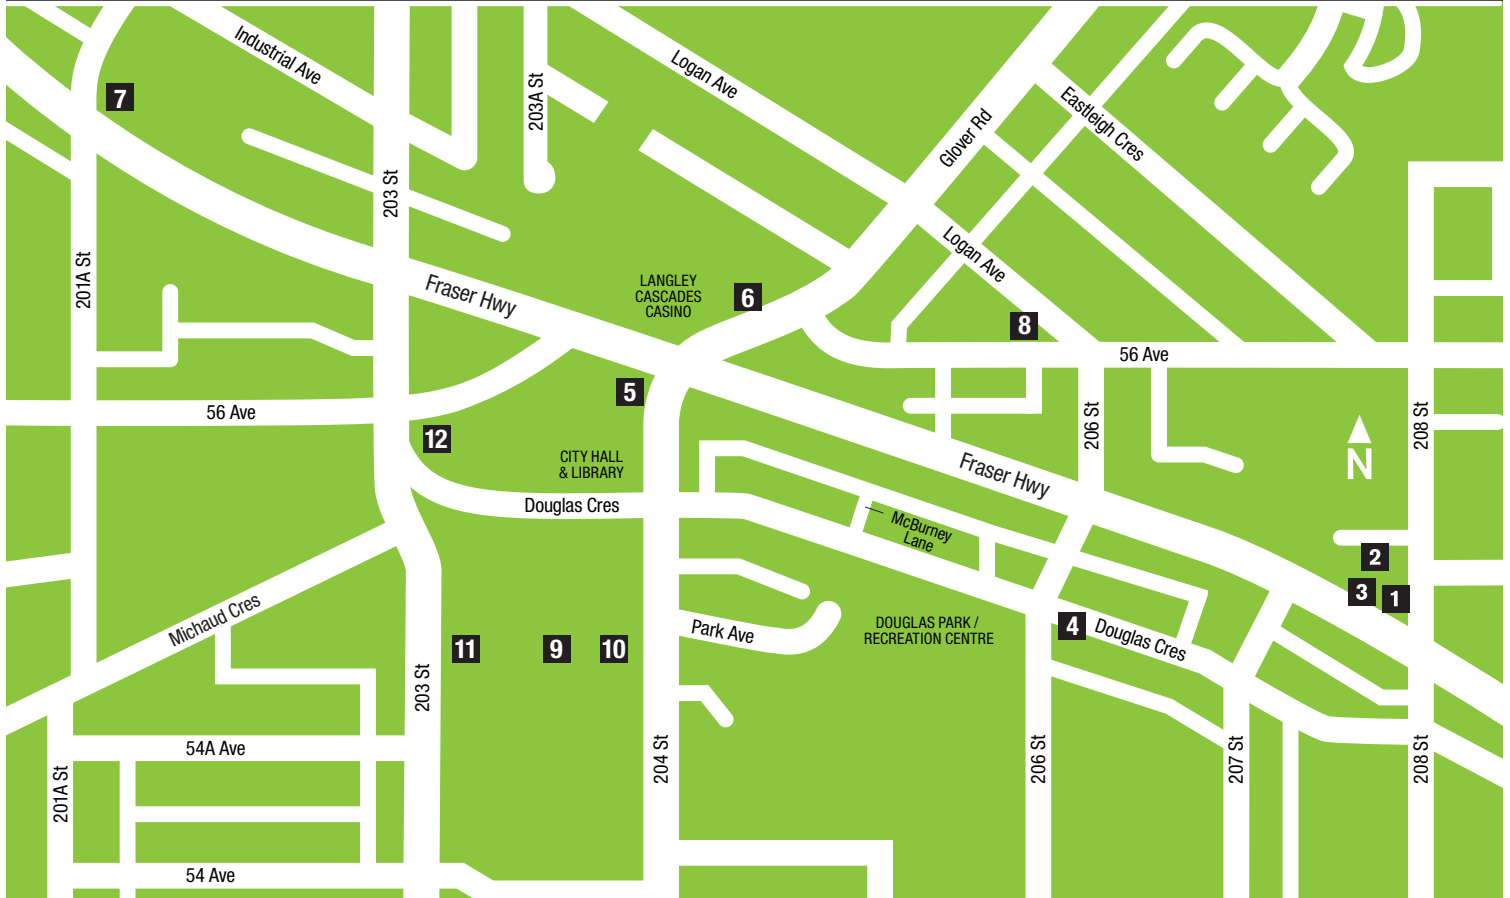 Industrial Ave
Logan Ave
203A St
7
Glover Rd
Eastleigh Cres
203 St
201A St
Logan Ave
LANGLEY
CASCADES
CASINO
6
Fraser Hwy
8
56 Ave
5
56 Ave
206 St
208 St
12
N
CITY HALL
& LIBRARY
Fraser Hwy
Douglas Cres
McBurney
Lane
2
3
1
Michaud Cres
Park Ave
DOUGLAS PARK /
RECREATION CENTRE
4
Douglas Cres
11
9
10
203 St
54A Ave
204 St
206 St
207 St
208 St
201A St
54 Ave